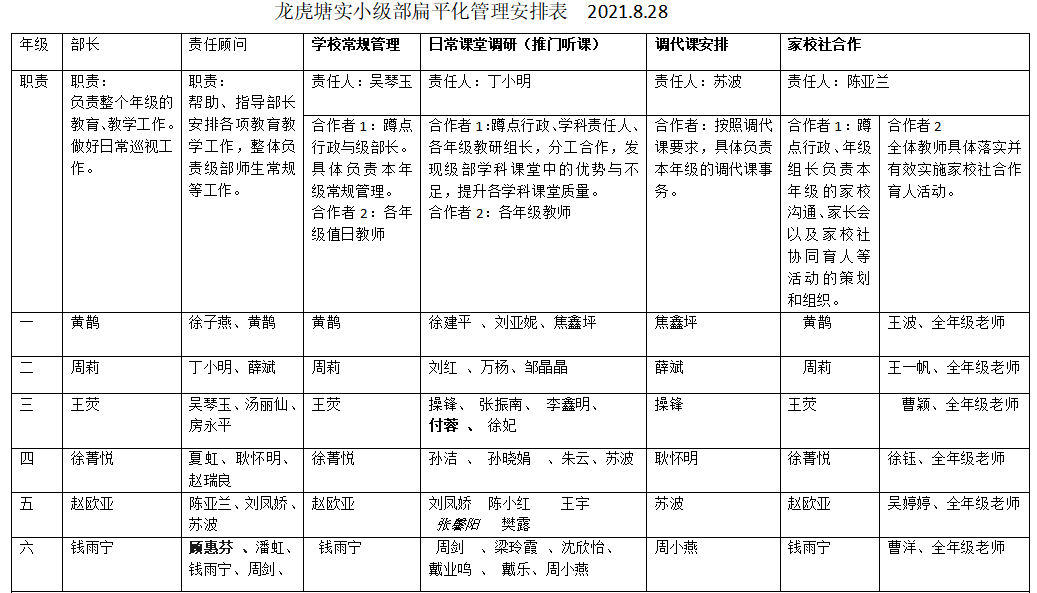 龙虎塘实小级部扁平化管理安排表 2021.8.28
年级 部长 责任顾问 学校常规管理 日常课堂调研（推门听课） 调代课安排 家校社合作
职责
职责：
负责整个年级的
教育、教学工作。
做好日常巡视工
作。
职责：
帮助、指导部长
安排各项教育教
学工作，整体负
责级部师生常规
等工作。
责任人：吴琴玉
合作者1：蹲点
行政与级部长。
具体负责本年
级常规管理。
合作者2：各年
级值日教师
责任人：丁小明
合作者1:蹲点行政、学科责任人、
各年级教研组长，分工合作，发
现级部学科课堂中的优势与不
足，提升各学科课堂质量。
合作者2：各年级教师
责任人：苏波
合作者：按照调代
课要求，具体负责
本年级的调代课事
务。
责任人：陈亚兰
合作者1：蹲
点行政、年级
组长负责本
年级的家校
沟通、家长会
以及家校社
协同育人等
活动的策划
和组织。
合作者2
全体教师具体落实并
有效实施家校社合作
育人活动。
一 黄鹊 徐子燕、黄鹊 黄鹊 徐建平 、刘亚妮、焦鑫坪 焦鑫坪 黄鹊 王波、全年级老师
二 周莉 丁小明、薛斌 周莉 刘红 、万杨、邹晶晶 薛斌 周莉 王一帆、全年级老师
三 王荧
吴琴玉、汤丽仙、
房永平
王荧
操锋、 张振南、 李鑫明、
付蓉 、 徐妃
操锋 王荧 曹颖、全年级老师
四 徐菁悦
夏虹、耿怀明、
赵瑞良
徐菁悦 孙洁 、 孙晓娟 、朱云、苏波 耿怀明 徐菁悦 徐钰、全年级老师
五 赵欧亚
陈亚兰、刘凤娇、
苏波
赵欧亚
刘凤娇 陈小红 王宇
张馨阳 樊露
苏波 赵欧亚 吴婷婷、全年级老师
六 钱雨宁
顾惠芬 、潘虹、
钱雨宁、周剑、
钱雨宁
周剑 、梁玲霞 、沈欣怡、
戴业鸣 、 戴乐、周小燕
周小燕 钱雨宁 曹洋、全年级老师